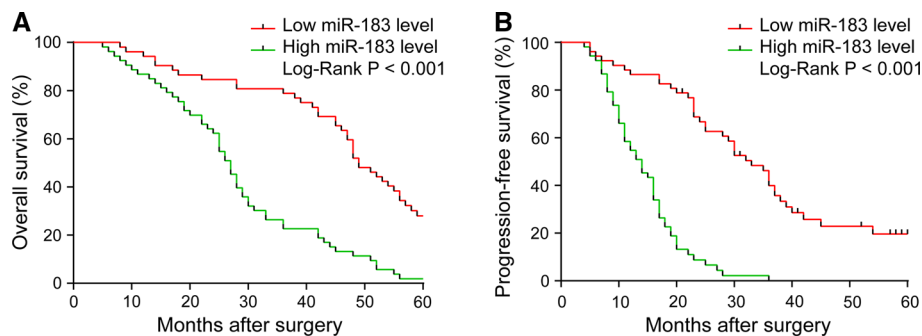 A
Low miR-183 level
High miR-183 level
Log-Rank P < 0.001
Overall survival (%)
100
80
60
40
20
0
0 10 20 30 40 50 60
Months after surgery
B
Low miR-183 level
High miR-183 level
Log-Rank P < 0.001
Progression-free survival (%)
100
80
60
40
20
0
0 10 20 30 40 50 60
Months after surgery